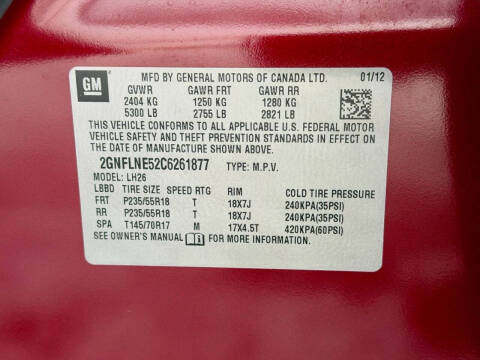 GM
MFD BY GENERAL MOTORS OF CANADA LTD. 01/12
GVWR GAWR FRT GAWR RR
2404 KG 1250 KG 1280 KG
5300 LB 2755 LB 2821 LB
THIS VEHICLE CONFORMS TO ALL APPLICABLE U.S. FEDERAL MOTOR
VEHICLE SAFETY AND THEFT PREVENTION STANDARDS IN EFFECT ON
THE DATE OF MANUFACTURE SHOWN ABOVE.
2GNFLNE52C6261877 TYPE: M.P.V.
MODEL: LH26
LBBD TIRE SIZE SPEED RTG RIM COLD TIRE PRESSURE
FRT P235/55R18 T 18X7J 240KPA(35PSI)
RR P235/55R18 T 18X7J 240KPA(35PSI)
SPA T145/70R17 M 17X4.5T 420KPA(60PSI)
SEE OWNER'S MANUAL FOR MORE INFORMATION.